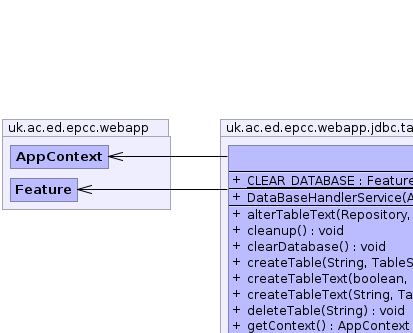 uk.ac.ed.epcc.webapp
uk.ac.ed.epcc.webapp.jdbc.ta
AppContext
Feature
+ CLEAR_DATABASE : Feature
+ DataBaseHandlerService(A
+ alterTableText(Repository,
+ cleanup() : void
+ clearDatabase() : void
+ createTable(String, TableS
+ createTableText(boolean,
+ createTableText(String, Ta
+ deleteTable(String) : void
+ getContext() : AppContext